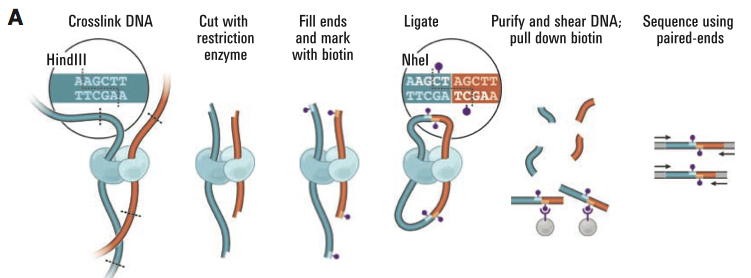 A
Crosslink DNA
Cut with
restriction
enzyme
Fill ends
and mark
with biotin
Ligate
Purify and shear DNA;
pull down biotin
Sequence using
paired-ends
HindIII
AAGCTT
TTCGAA
NheI
AAGCT AGCTT
TTCGA TCGAA